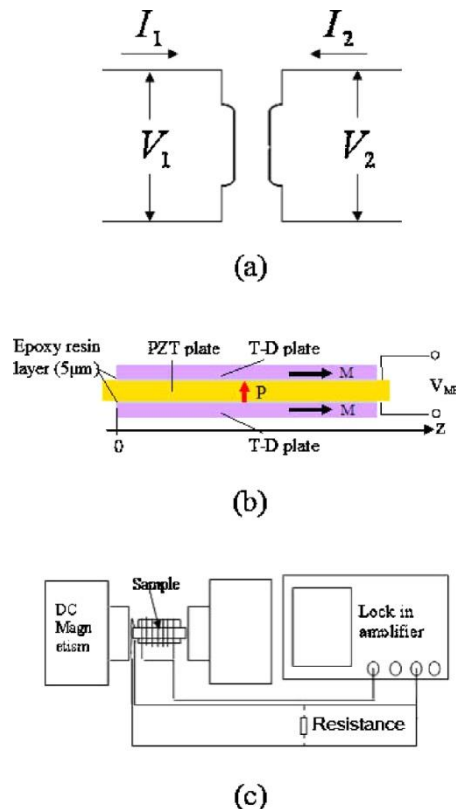 I1 I2
V1 V2
(a)
Epoxy resin
layer (5μm)
PZT plate
T-D plate
M
P
M
VME
0
T-D plate
z
(b)
Sample
DC
Magn
etism
Lock in
amplifier
Resistance
(c)